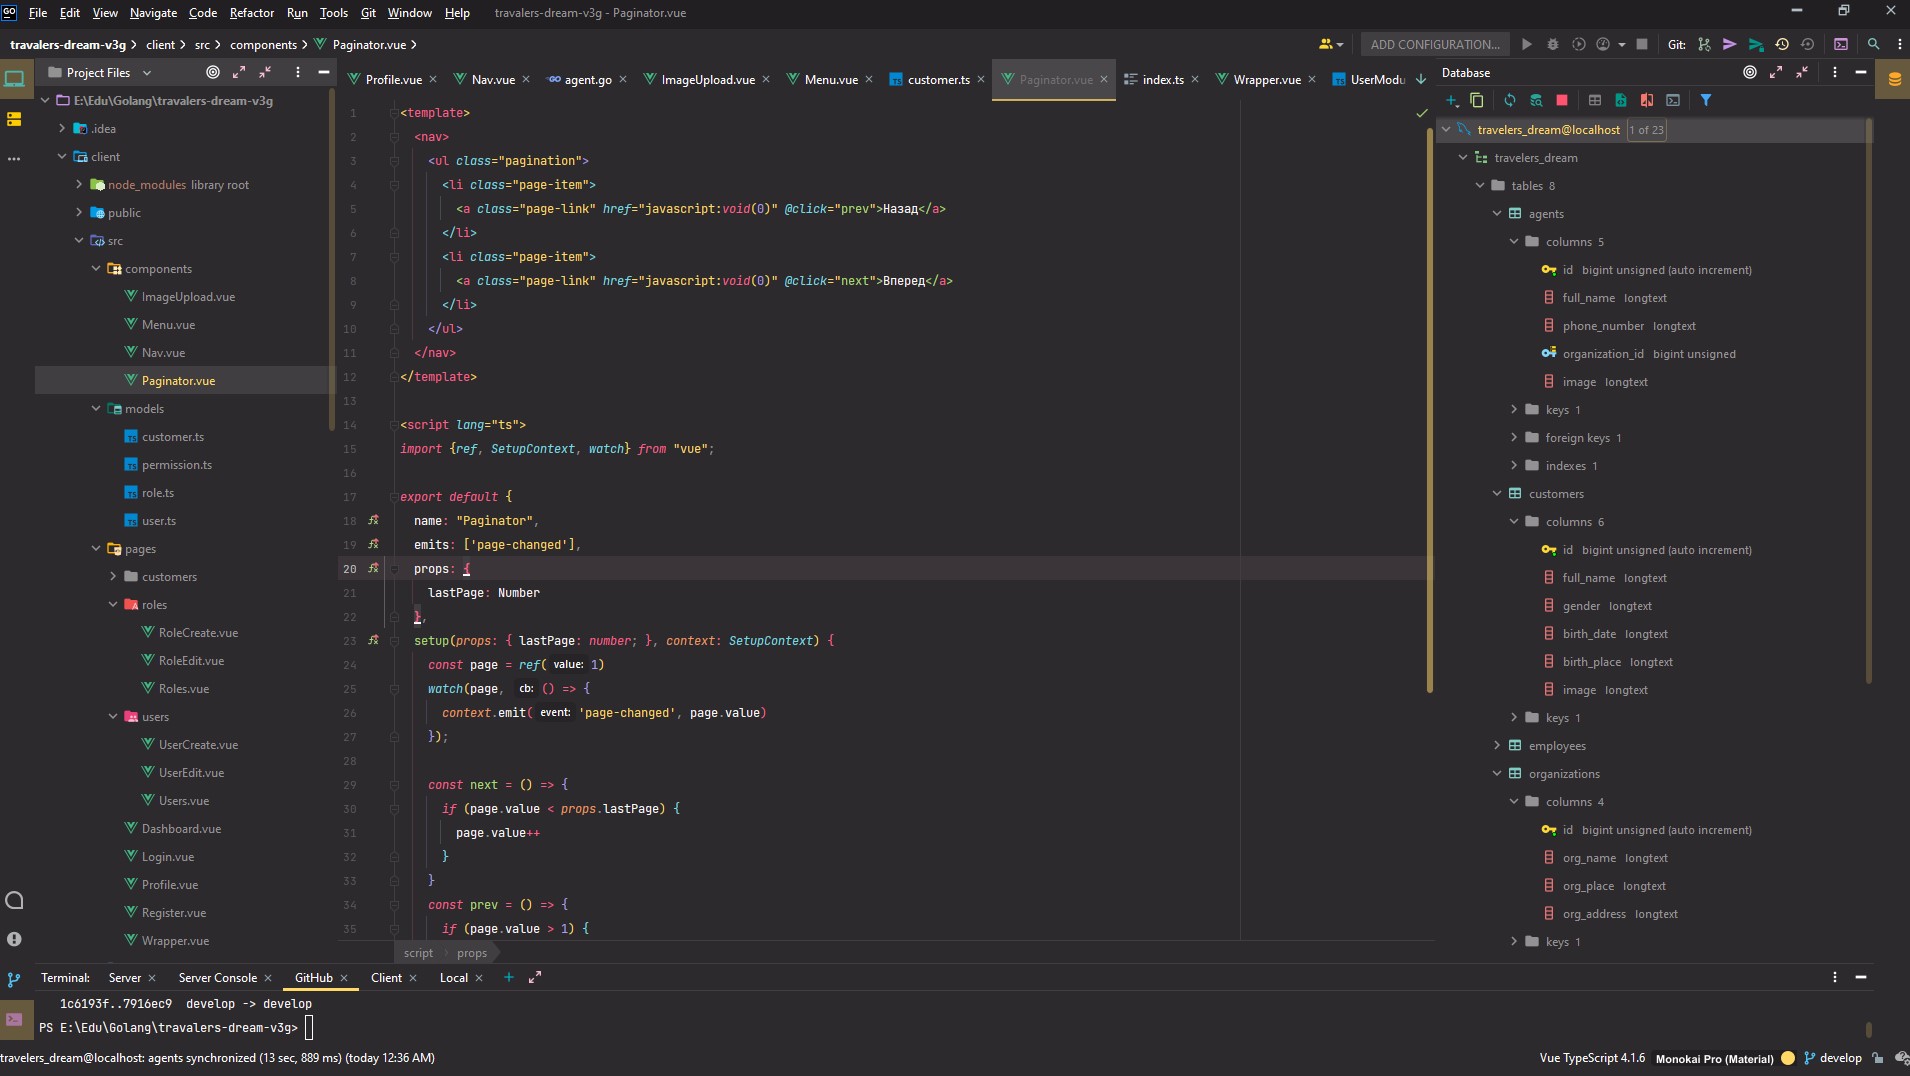 GO File Edit View Navigate Code Refactor Run Tools Git Window Help travalers-dream-v3g - Paginator.vue
travalers-dream-v3g client src components Paginator.vue
ADD CONFIGURATION... Git:
Project Files
Profile.vue Nav.vue agent.go ImageUpload.vue Menu.vue customer.ts Paginator.vue index.ts Wrapper.vue UserModu
E:\Edu\Golang\travalers-dream-v3g
.idea
client
node_modules library root
public
src
components
ImageUpload.vue
Menu.vue
Nav.vue
Paginator.vue
models
customer.ts
permission.ts
role.ts
user.ts
pages
customers
roles
RoleCreate.vue
RoleEdit.vue
Roles.vue
users
UserCreate.vue
UserEdit.vue
Users.vue
Dashboard.vue
Login.vue
Profile.vue
Register.vue
Wrapper.vue
1 <template>
2 <nav>
3 <ul class="pagination">
4 <li class="page-item">
5 <a class="page-link" href="javascript:void(0)" @click="prev">Назад</a>
6 </li>
7 <li class="page-item">
8 <a class="page-link" href="javascript:void(0)" @click="next">Вперед</a>
9 </li>
10 </ul>
11 </nav>
12 </template>
13
14 <script lang="ts">
15 import {ref, SetupContext, watch} from "vue";
16
17 export default {
18 name: "Paginator",
19 emits: ['page-changed'],
20 props: {
21 lastPage: Number
22 },
23 setup(props: { lastPage: number; }, context: SetupContext) {
24 const page = ref( value: 1)
25 watch(page, cb: () => {
26 context.emit( event: 'page-changed', page.value)
27 });
28
29 const next = () => {
30 if (page.value < props.lastPage) {
31 page.value++
32 }
33 }
34 const prev = () => {
35 if (page.value > 1) {
script props
Database
travelers_dream@localhost 1 of 23
travelers_dream
tables 8
agents
columns 5
id bigint unsigned (auto increment)
full_name longtext
phone_number longtext
organization_id bigint unsigned
image longtext
keys 1
foreign keys 1
indexes 1
customers
columns 6
id bigint unsigned (auto increment)
full_name longtext
gender longtext
birth_date longtext
birth_place longtext
image longtext
keys 1
employees
organizations
columns 4
id bigint unsigned (auto increment)
org_name longtext
org_place longtext
org_address longtext
keys 1
Terminal: Server Server Console GitHub Client Local
1c6193f..7916ec9 develop -> develop
PS E:\Edu\Golang\travalers-dream-v3g>
travelers_dream@localhost: agents synchronized (13 sec, 889 ms) (today 12:36 AM)
Vue TypeScript 4.1.6 Monokai Pro (Material) develop